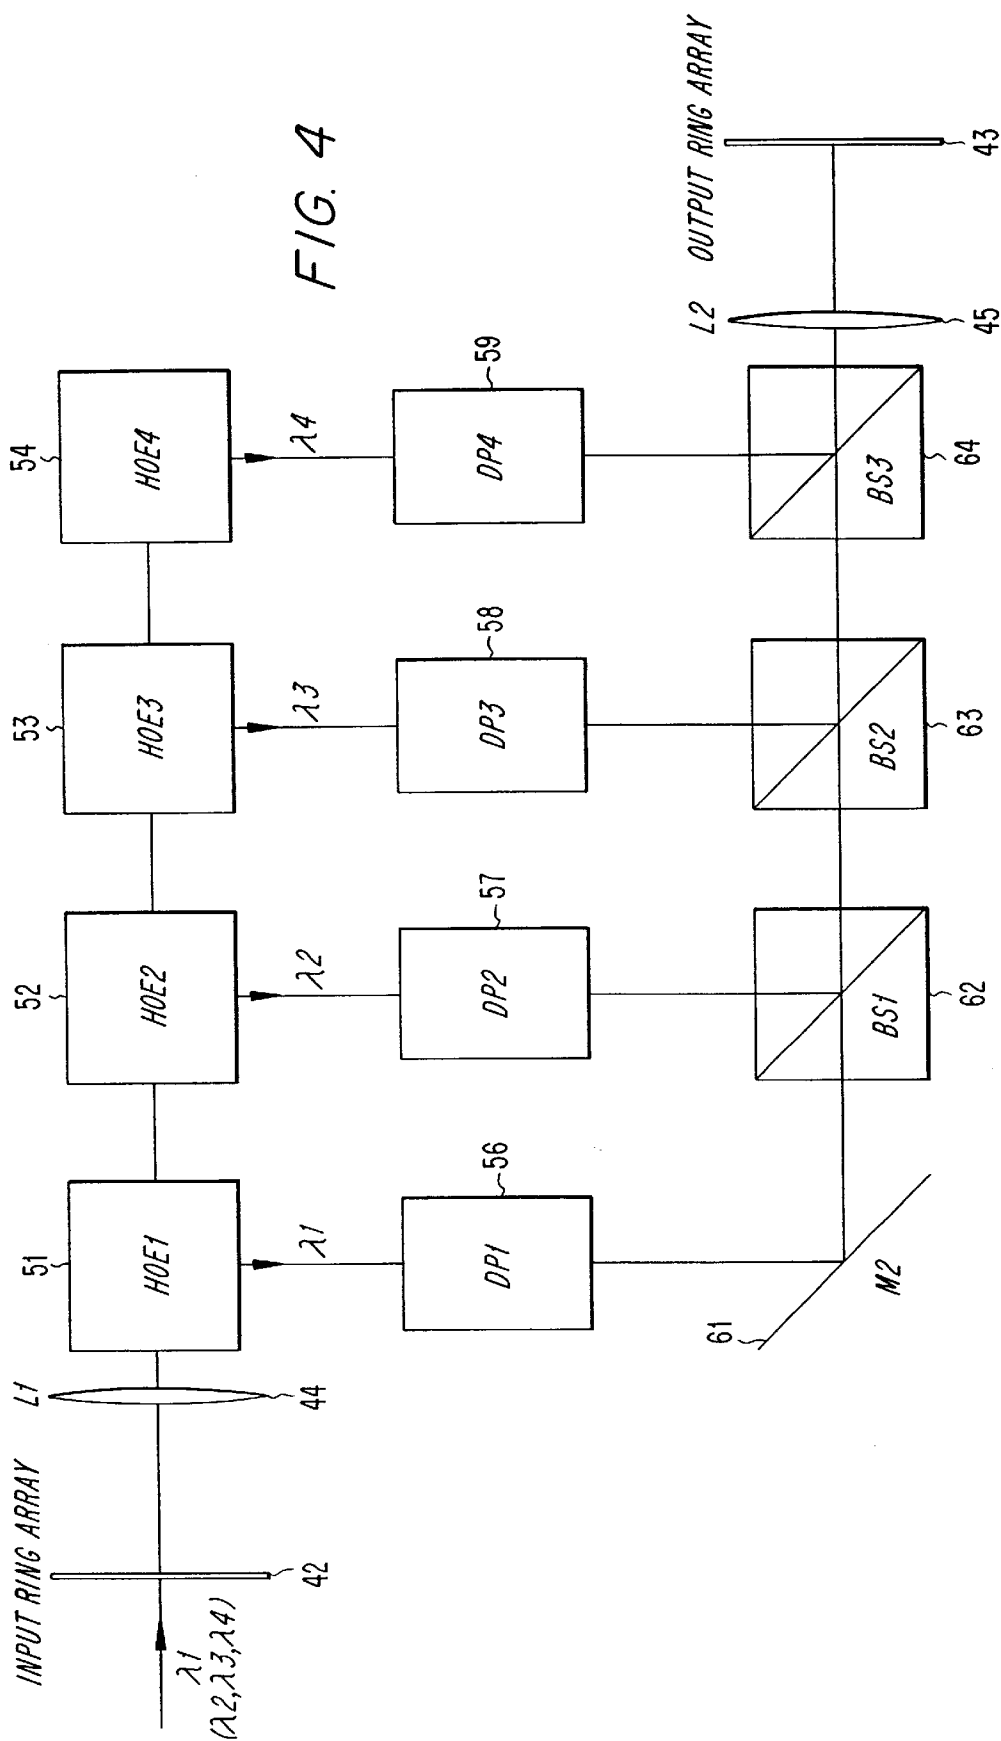 FIG. 4
54
53
52
51
HOE4
HOE3
HOE2
HOE1
L1
INPUT RING ARRAY
44
42
λ1
(λ2,λ3,λ4)
λ4
λ3
λ2
λ1
59
58
57
56
DP4
DP3
DP2
DP1
61
M2
BS1
62
BS2
63
BS3
64
L2
45
OUTPUT RING ARRAY
43